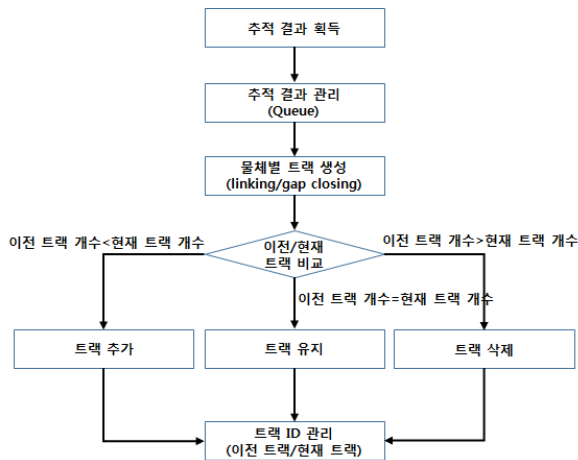 추적 결과 획득
추적 결과 관리
(Queue)
물체별 트랙 생성
(linking/gap closing)
이전 트랙 개수<현재 트랙 개수
이전/현재
트랙 비교
이전 트랙 개수>현재 트랙 개수
이전 트랙 개수=현재 트랙 개수
트랙 추가
트랙 유지
트랙 삭제
트랙 ID 관리
(이전 트랙/현재 트랙)